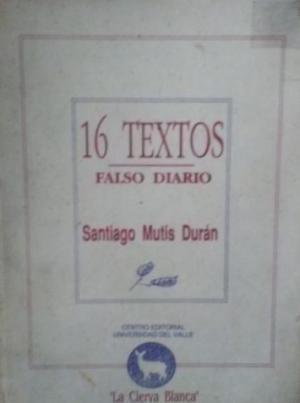 16 TEXTOS
FALSO DIARIO
Santiago Mutis Durán
CENTRO EDITORIAL
UNIVERSIDAD DEL VALLE
"La Cierva Blanca"